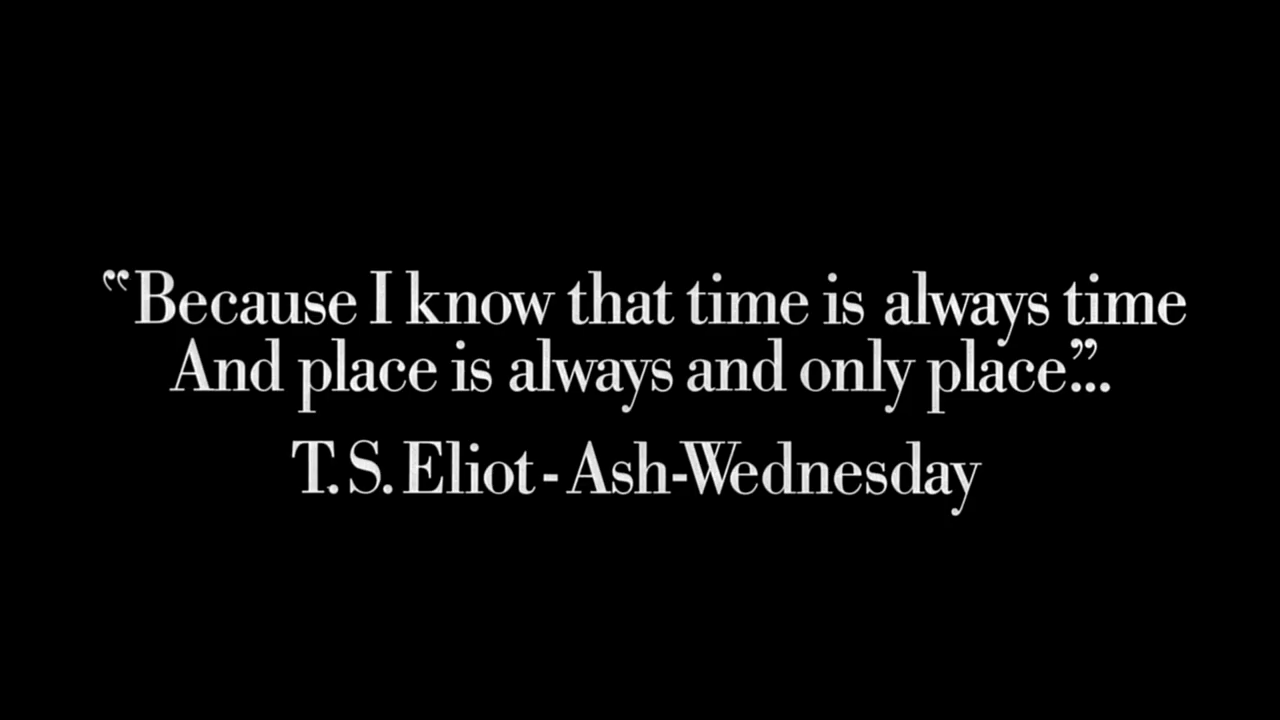 “Because I know that time is always time
And place is always and only place”...
T. S. Eliot - Ash-Wednesday